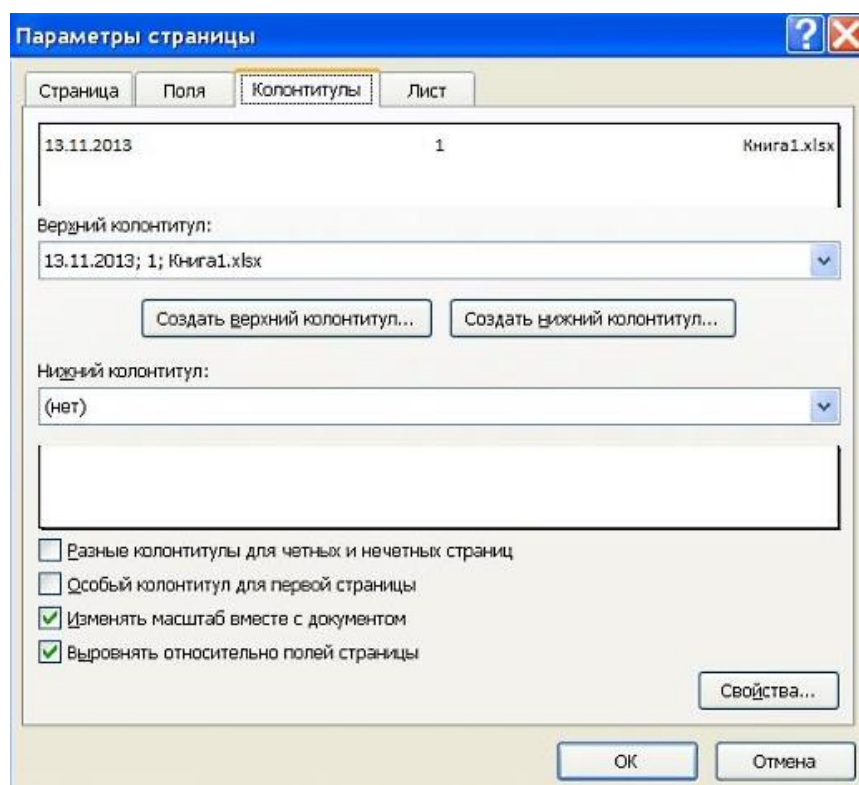 Параметры страницы
Страница Поля Колонтитулы Лист
13.11.2013 1 Книга1.xlsx
Верхний колонтитул:
13.11.2013; 1; Книга1.xlsx
Создать верхний колонтитул... Создать нижний колонтитул...
Нижний колонтитул:
(нет)
Разные колонтитулы для четных и нечетных страниц
Особый колонтитул для первой страницы
Изменять масштаб вместе с документом
Выровнять относительно полей страницы
Свойства...
ОК Отмена